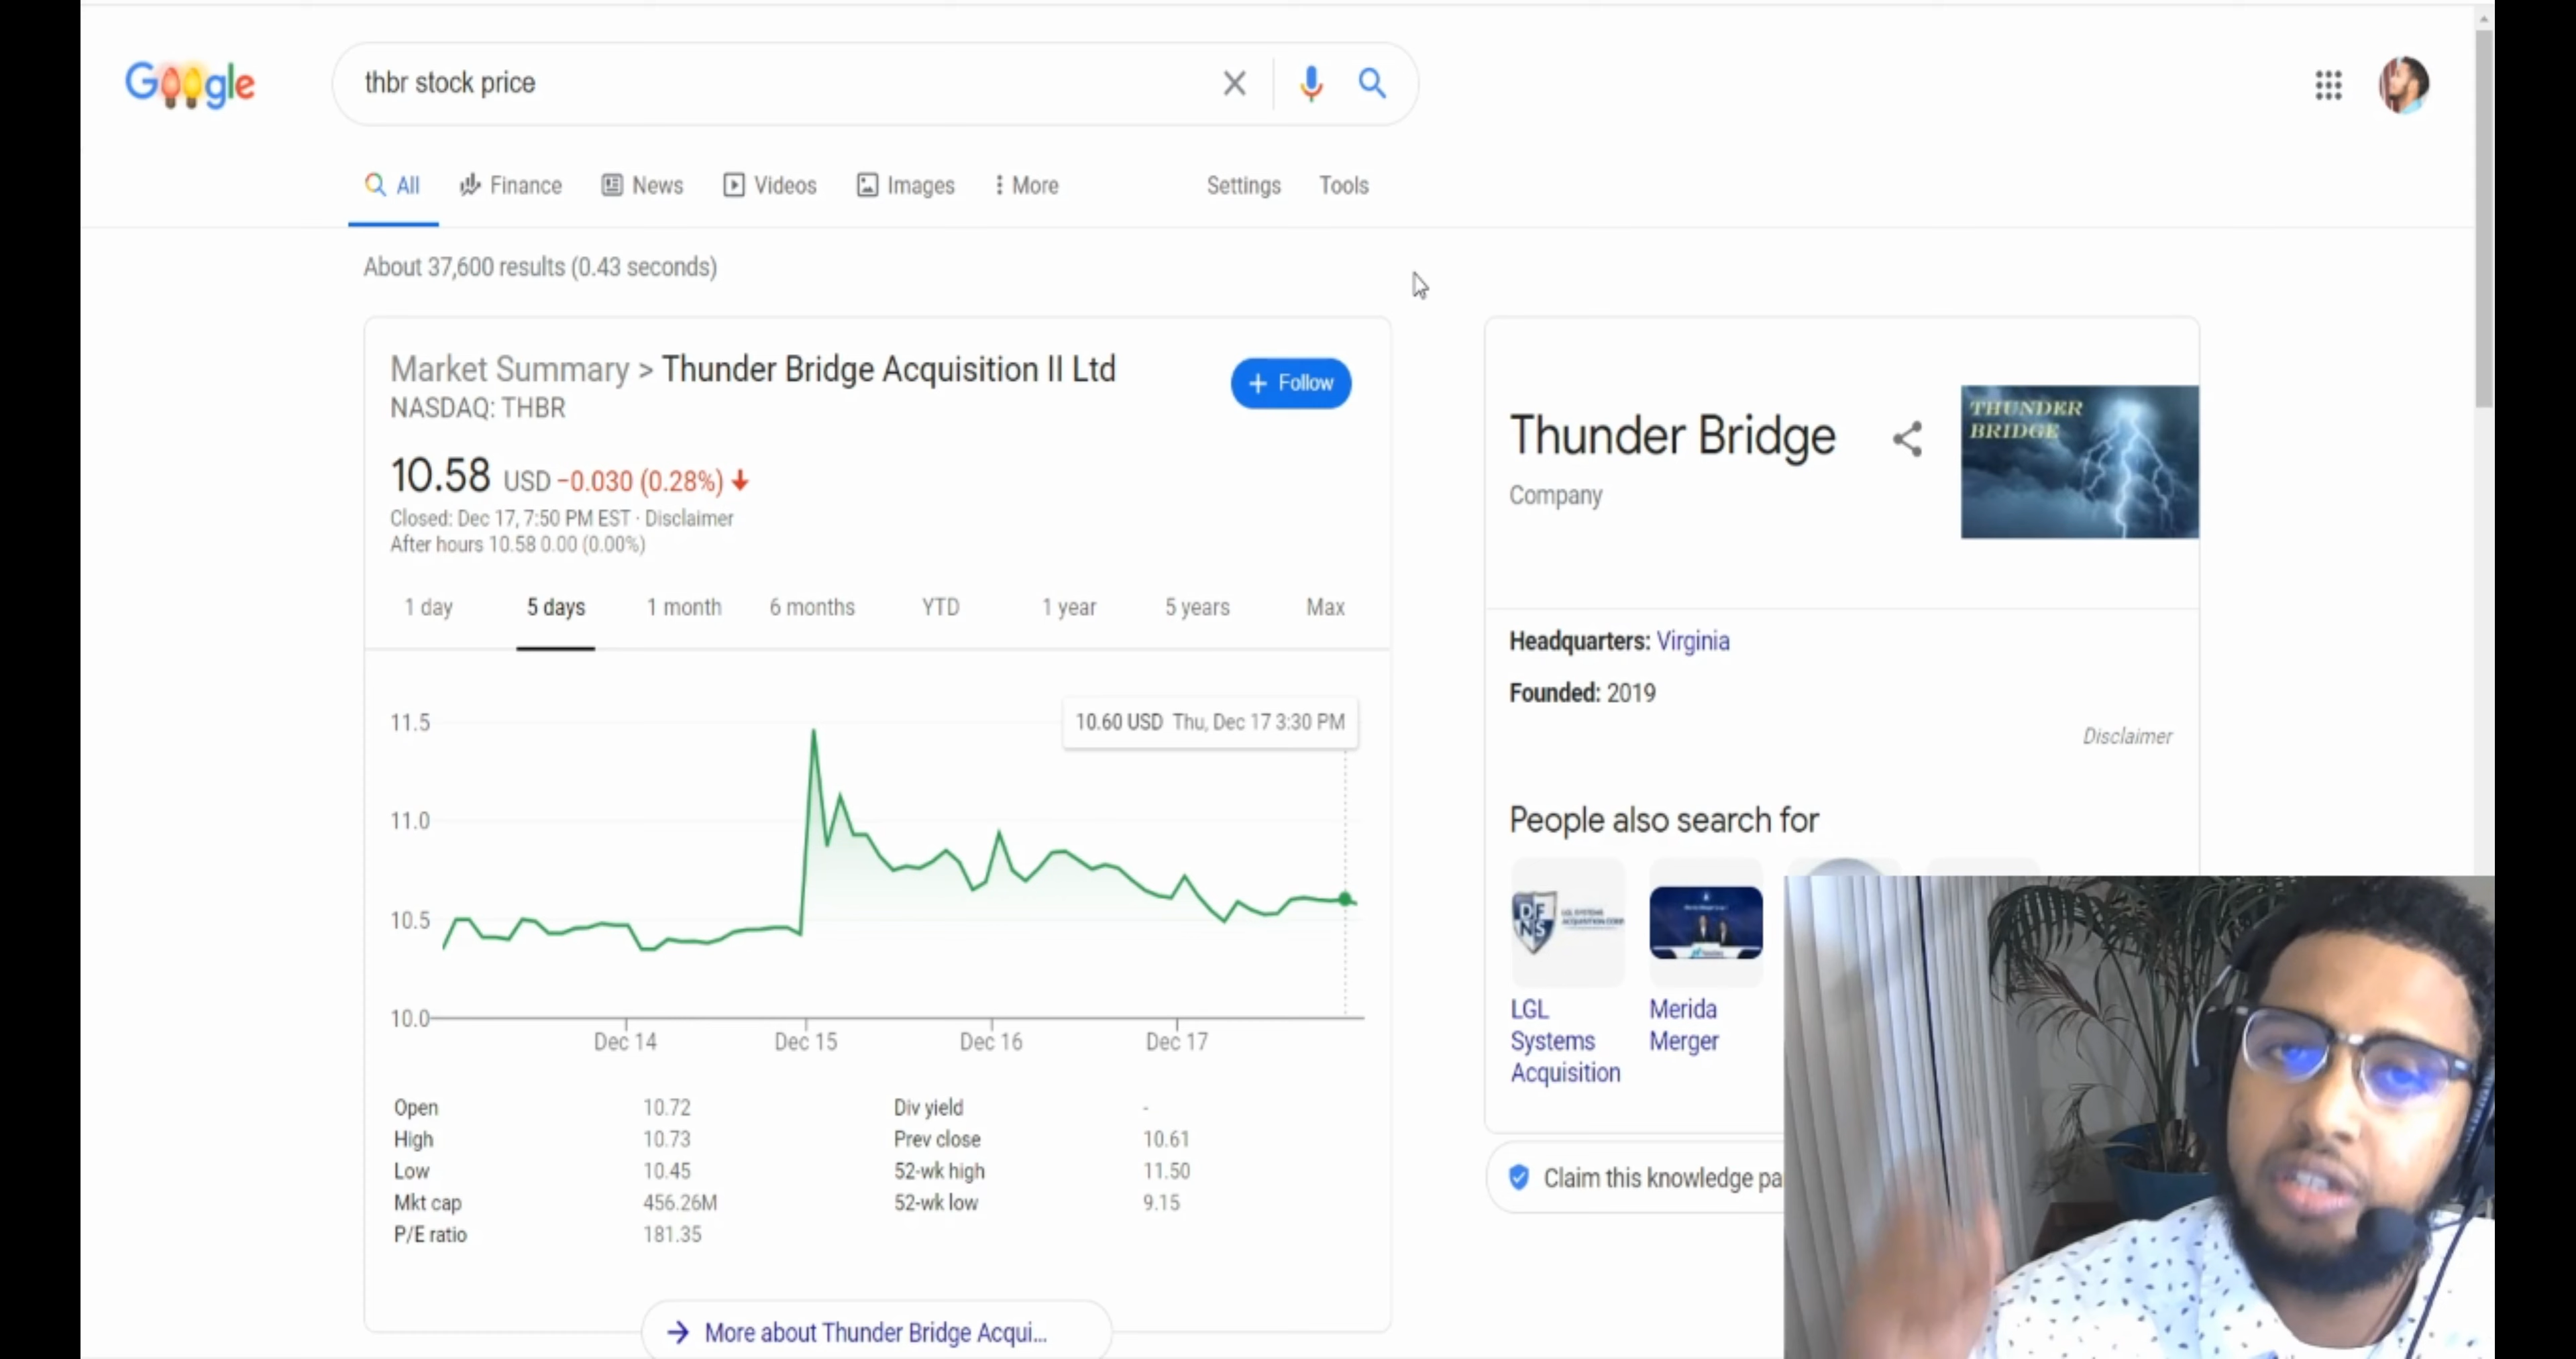 Google
thbr stock price
All Finance News Videos Images More Settings Tools
About 37,600 results (0.43 seconds)
Market Summary > Thunder Bridge Acquisition II Ltd
NASDAQ: THBR
+ Follow
10.58 USD −0.030 (0.28%)
Closed: Dec 17, 7:50 PM EST · Disclaimer
After hours 10.58 0.00 (0.00%)
1 day 5 days 1 month 6 months YTD 1 year 5 years Max
10.60 USD Thu, Dec 17 3:30 PM
11.5
11.0
10.5
10.0
Dec 14 Dec 15 Dec 16 Dec 17
Open 10.72 Div yield -
High 10.73 Prev close 10.61
Low 10.45 52-wk high 11.50
Mkt cap 456.26M 52-wk low 9.15
P/E ratio 181.35
More about Thunder Bridge Acqui...
Thunder Bridge
Company
THUNDER
BRIDGE
Headquarters: Virginia
Founded: 2019
Disclaimer
People also search for
DF
NS
LGL SYSTEMS
ACQUISITION CORP
LGL
Systems
Acquisition
Merida
Merger
Claim this knowledge pa